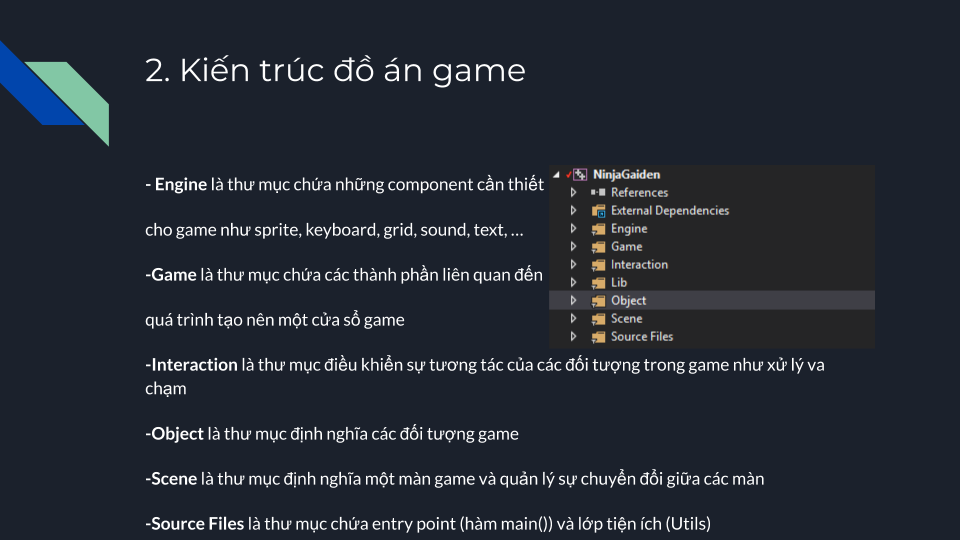 2. Kiến trúc đồ án game
- Engine là thư mục chứa những component cần thiết
cho game như sprite, keyboard, grid, sound, text, ...
-Game là thư mục chứa các thành phần liên quan đến
quá trình tạo nên một cửa sổ game
-Interaction là thư mục điều khiển sự tương tác của các đối tượng trong game như xử lý va
chạm
-Object là thư mục định nghĩa các đối tượng game
-Scene là thư mục định nghĩa một màn game và quản lý sự chuyển đổi giữa các màn
-Source Files là thư mục chứa entry point (hàm main()) và lớp tiện ích (Utils)
NinjaGaiden
References
External Dependencies
Engine
Game
Interaction
Lib
Object
Scene
Source Files